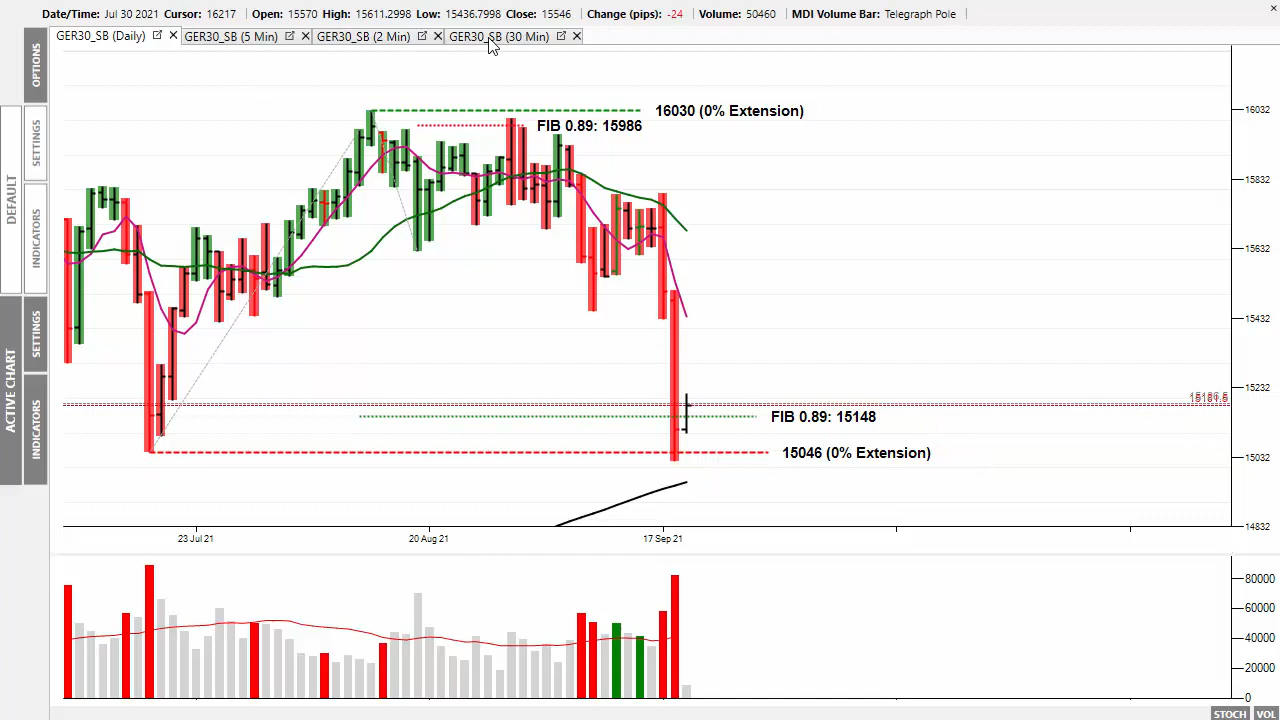 Date/Time: Jul 30 2021 Cursor: 16217 Open: 15570 High: 15611.2998 Low: 15436.7998 Close: 15546 Change (pips): -24 Volume: 50460 MDI Volume Bar: Telegraph Pole
GER30_SB (Daily) GER30_SB (5 Min) GER30_SB (2 Min) GER30_SB (30 Min)
OPTIONS
DEFAULT
SETTINGS
INDICATORS
ACTIVE CHART
SETTINGS
INDICATORS
16030 (0% Extension)
FIB 0.89: 15986
FIB 0.89: 15148
15046 (0% Extension)
16032
15832
15632
15432
15232
15032
14832
23 Jul 21 20 Aug 21 17 Sep 21
80000
60000
40000
20000
0
STOCH VOL